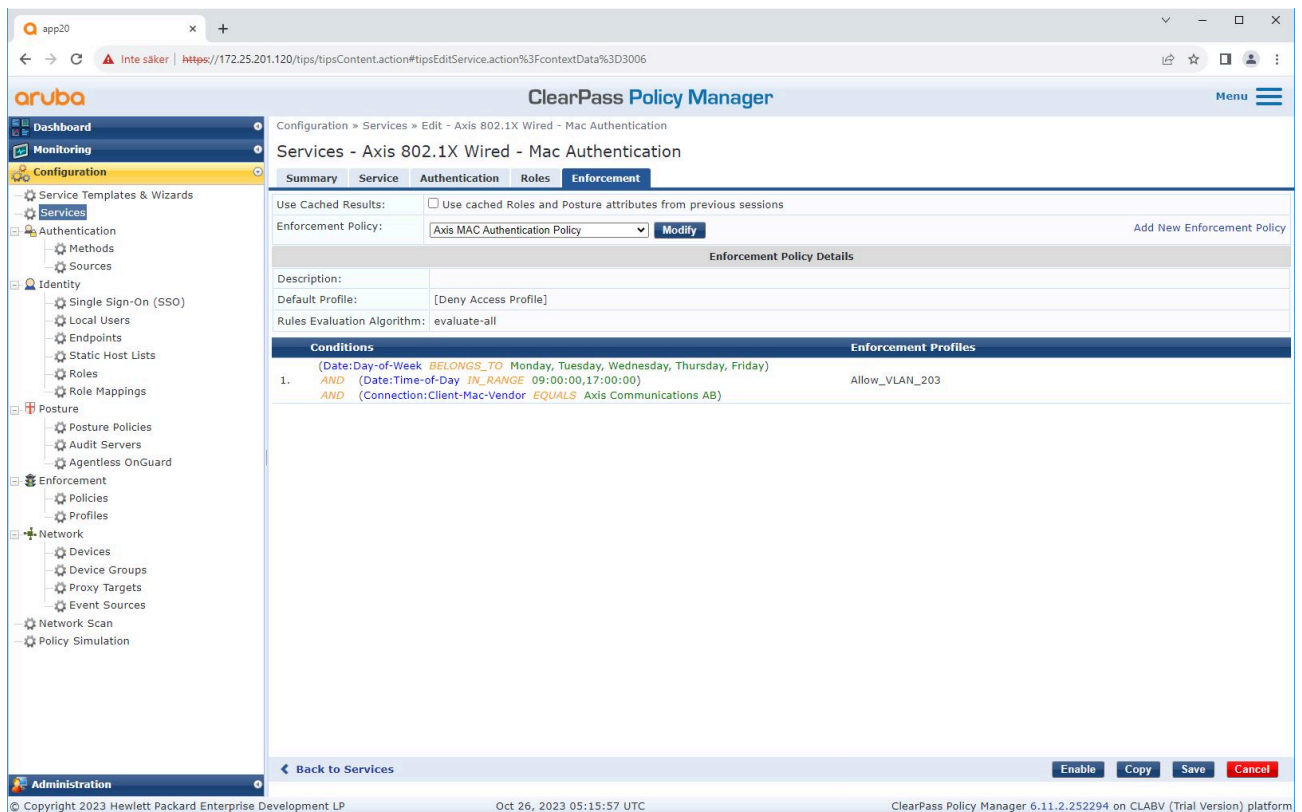 app20
Inte säker https://172.25.201.120/tips/tipsContent.action#tipsEditService.action%3FcontextData%3D3006
aruba
ClearPass Policy Manager
Menu
Dashboard
Monitoring
Configuration
Service Templates & Wizards
Services
Authentication
Methods
Sources
Identity
Single Sign-On (SSO)
Local Users
Endpoints
Static Host Lists
Roles
Role Mappings
Posture
Posture Policies
Audit Servers
Agentless OnGuard
Enforcement
Policies
Profiles
Network
Devices
Device Groups
Proxy Targets
Event Sources
Network Scan
Policy Simulation
Administration
Configuration » Services » Edit - Axis 802.1X Wired - Mac Authentication
Services - Axis 802.1X Wired - Mac Authentication
Summary Service Authentication Roles Enforcement
Use Cached Results: Use cached Roles and Posture attributes from previous sessions
Enforcement Policy: Axis MAC Authentication Policy Modify Add New Enforcement Policy
Enforcement Policy Details
Description:
Default Profile: [Deny Access Profile]
Rules Evaluation Algorithm: evaluate-all
Conditions Enforcement Profiles
(Date:Day-of-Week BELONGS_TO Monday, Tuesday, Wednesday, Thursday, Friday)
1. AND (Date:Time-of-Day IN_RANGE 09:00:00,17:00:00) Allow_VLAN_203
AND (Connection:Client-Mac-Vendor EQUALS Axis Communications AB)
Back to Services Enable Copy Save Cancel
© Copyright 2023 Hewlett Packard Enterprise Development LP Oct 26, 2023 05:15:57 UTC ClearPass Policy Manager 6.11.2.252294 on CLABV (Trial Version) platform